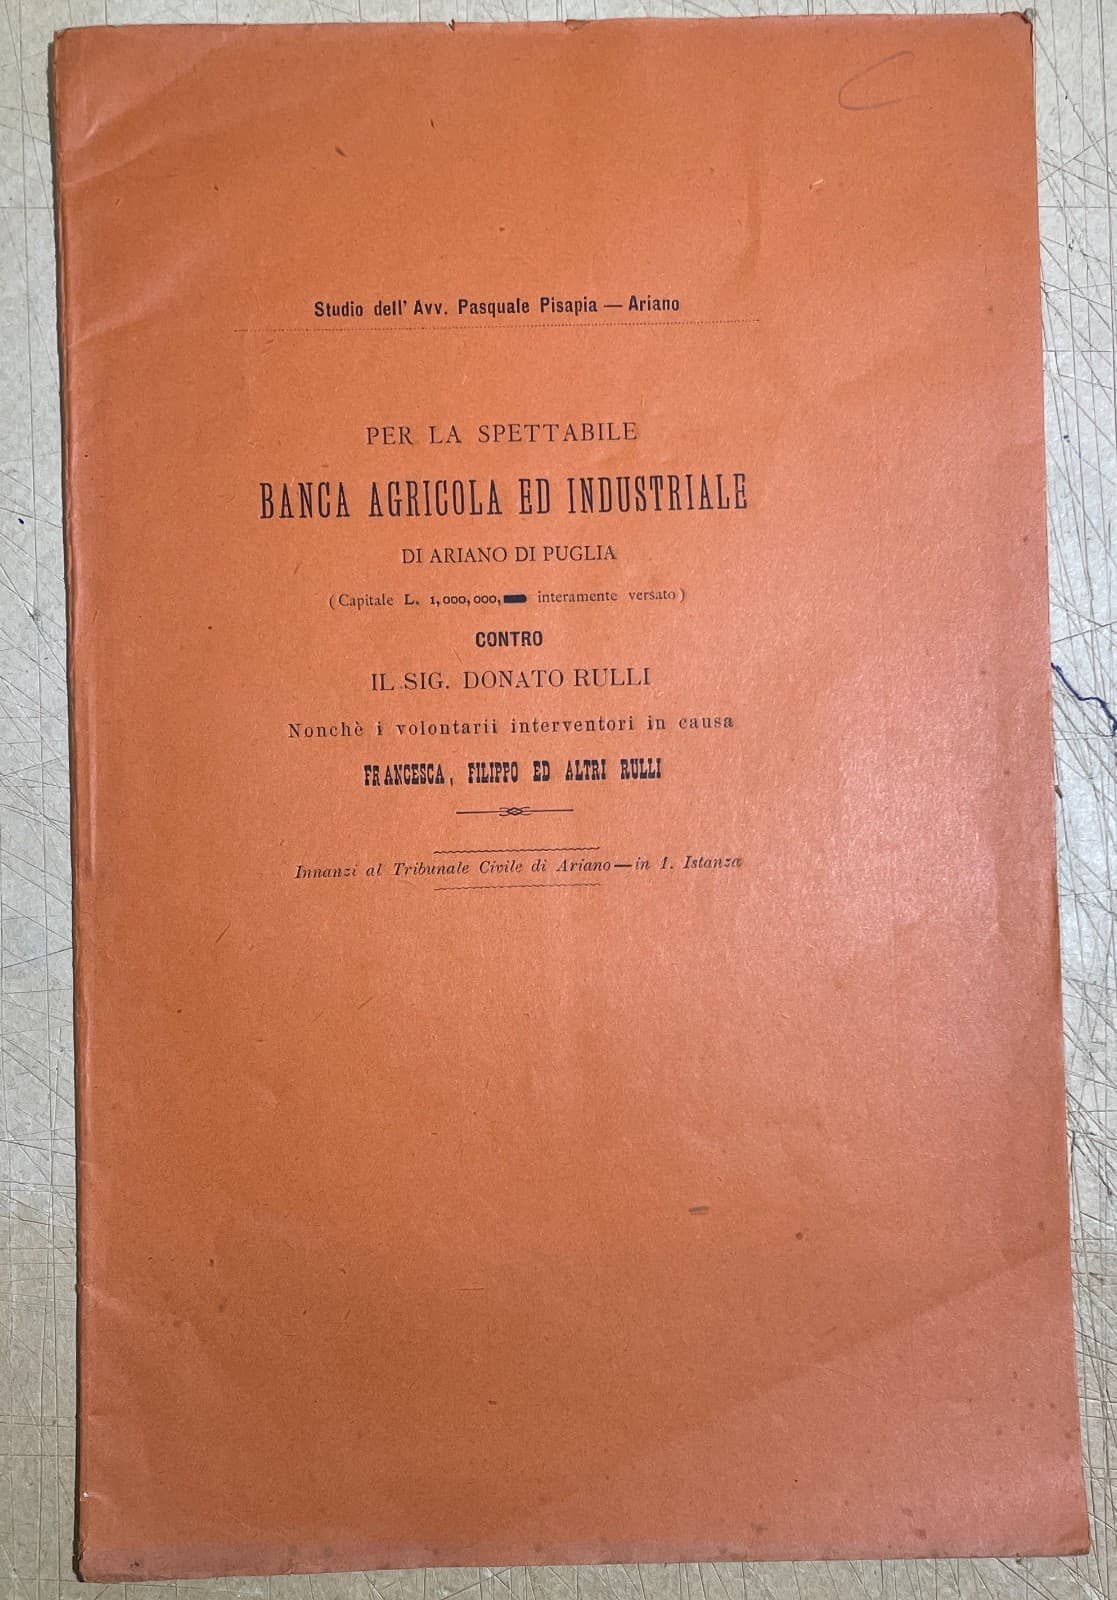 C
Studio dell' Avv. Pasquale Pisapia — Ariano
PER LA SPETTABILE
BANCA AGRICOLA ED INDUSTRIALE
DI ARIANO DI PUGLIA
(Capitale L. 1,000,000, interamente versato)
CONTRO
IL SIG. DONATO RULLI
Nonchè i volontarii interventori in causa
FRANCESCA, FILIPPO ED ALTRI RULLI
Innanzi al Tribunale Civile di Ariano — in 1. Istanza